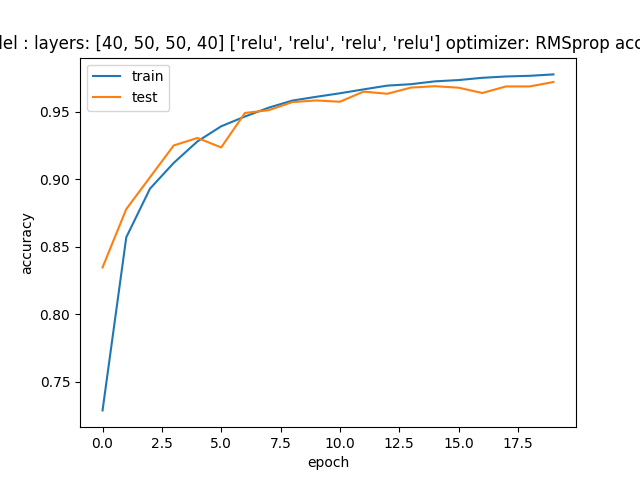 el : layers: [40, 50, 50, 40] ['relu', 'relu', 'relu', 'relu'] optimizer: RMSprop acc
train
test
0.95
0.90
0.85
0.80
0.75
accuracy
0.0 2.5 5.0 7.5 10.0 12.5 15.0 17.5
epoch